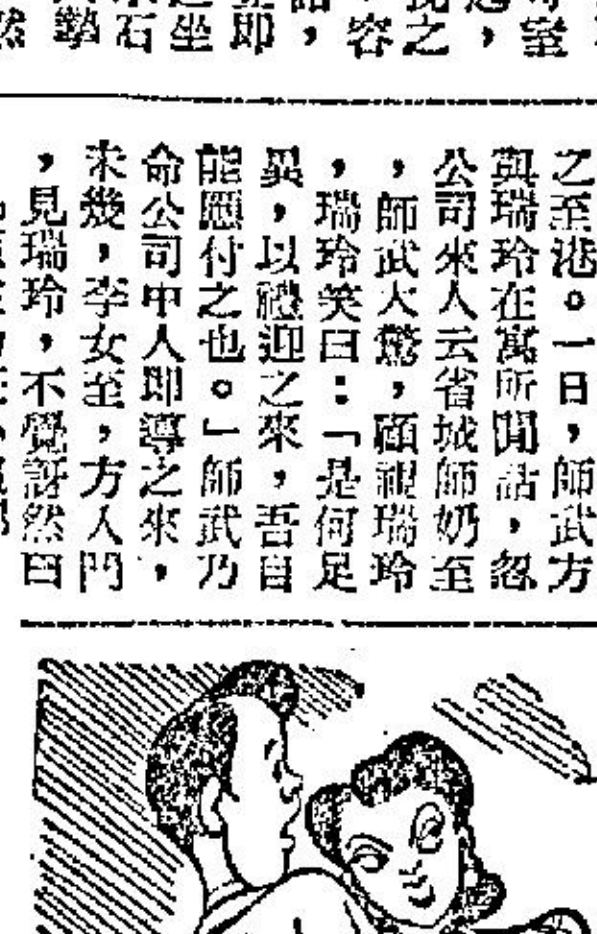 之至港。一日，師武方
與瑞玲在寓所閒話，忽
公司來人云省城師奶至
，師武大驚，顧視瑞玲
，瑞玲笑曰：「是何足
異，以禮迎之來，吾自
能應付之也。」師武乃
命公司中人即導之來，
未幾，李女至，方入門
，見瑞玲，不覺訝然曰